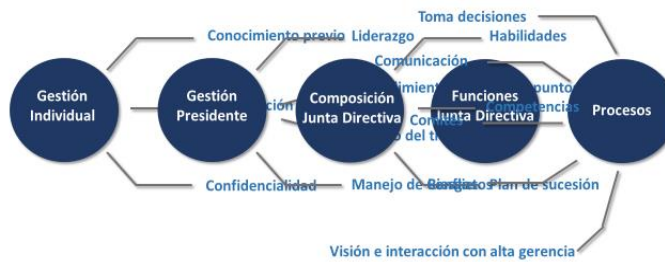 Toma decisiones
Conocimiento previo
Liderazgo
Habilidades
Comunicación
Gestión
Individual
Gestión
Presidente
Composición
Junta Directiva
Funciones
Junta Directiva
Procesos
Competencias
Comités
Confidencialidad
Manejo de
Plan de sucesión
Visión e interacción con alta gerencia